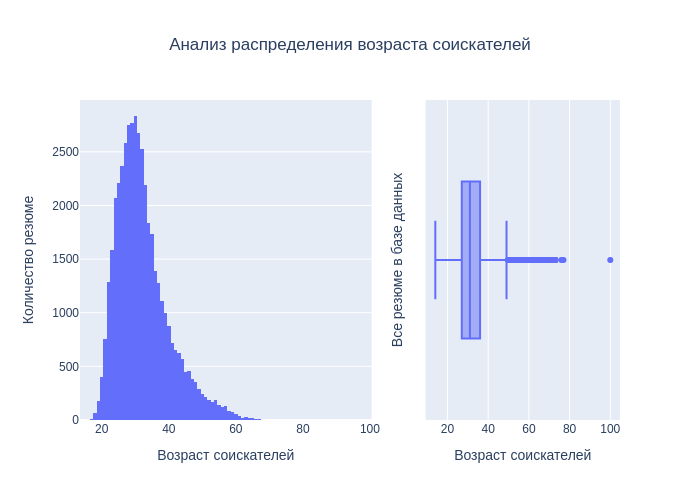 Анализ распределения возраста соискателей
Количество резюме
2500
2000
1500
1000
500
0
20 40 60 80 100
Возраст соискателей
Все резюме в базе данных
20 40 60 80 100
Возраст соискателей